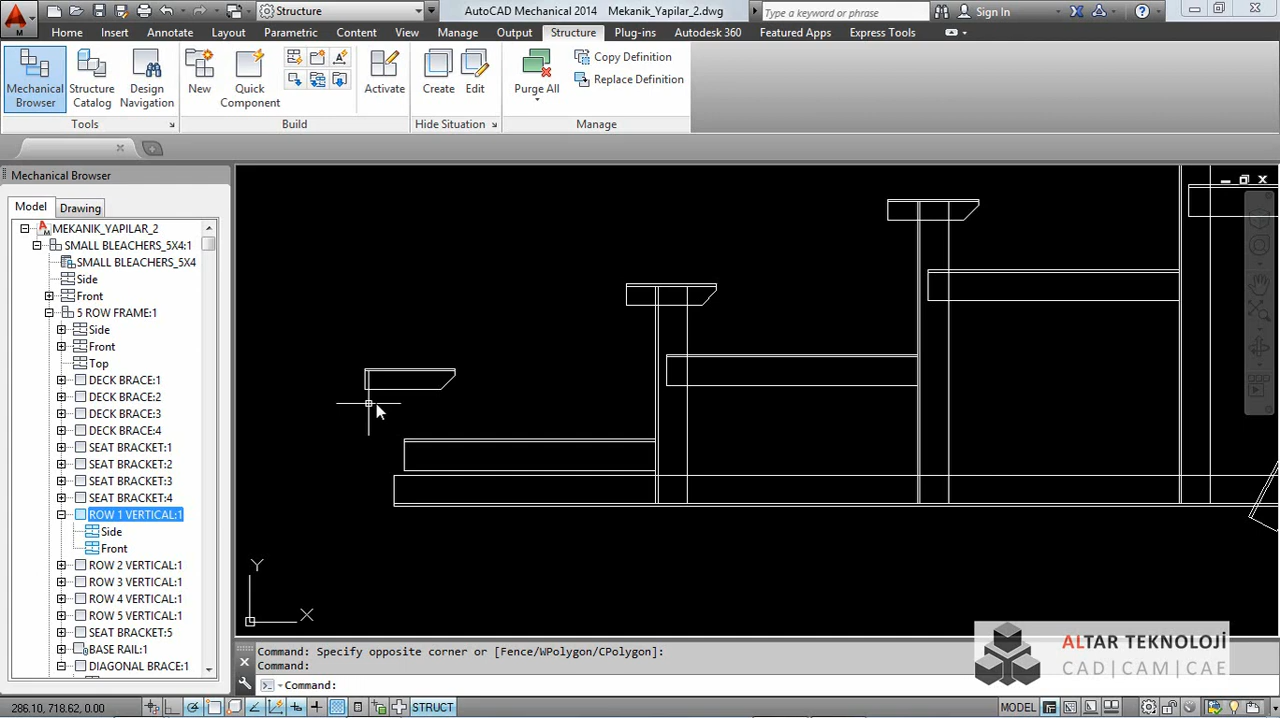 Structure
AutoCAD Mechanical 2014 Mekanik_Yapilar_2.dwg
Type a keyword or phrase
Sign In
Home Insert Annotate Layout Parametric Content View Manage Output Structure Plug-ins Autodesk 360 Featured Apps Express Tools
Mechanical Browser
Structure Catalog
Design Navigation
New
Quick Component
Activate
Create
Edit
Purge All
Copy Definition
Replace Definition
Tools
Build
Hide Situation
Manage
Mechanical Browser
Model
Drawing
MEKANIK_YAPILAR_2
SMALL BLEACHERS_5X4:1
SMALL BLEACHERS_5X4
Side
Front
5 ROW FRAME:1
Side
Front
Top
DECK BRACE:1
DECK BRACE:2
DECK BRACE:3
DECK BRACE:4
SEAT BRACKET:1
SEAT BRACKET:2
SEAT BRACKET:3
SEAT BRACKET:4
ROW 1 VERTICAL:1
Side
Front
ROW 2 VERTICAL:1
ROW 3 VERTICAL:1
ROW 4 VERTICAL:1
ROW 5 VERTICAL:1
SEAT BRACKET:5
BASE RAIL:1
DIAGONAL BRACE:1
Y
X
ALTAR TEKNOLOJİ
CAD|CAM|CAE
Command: Specify opposite corner or [Fence/WPolygon/CPolygon]:
Command:
Command:
286.10, 718.62, 0.00
STRUCT
MODEL